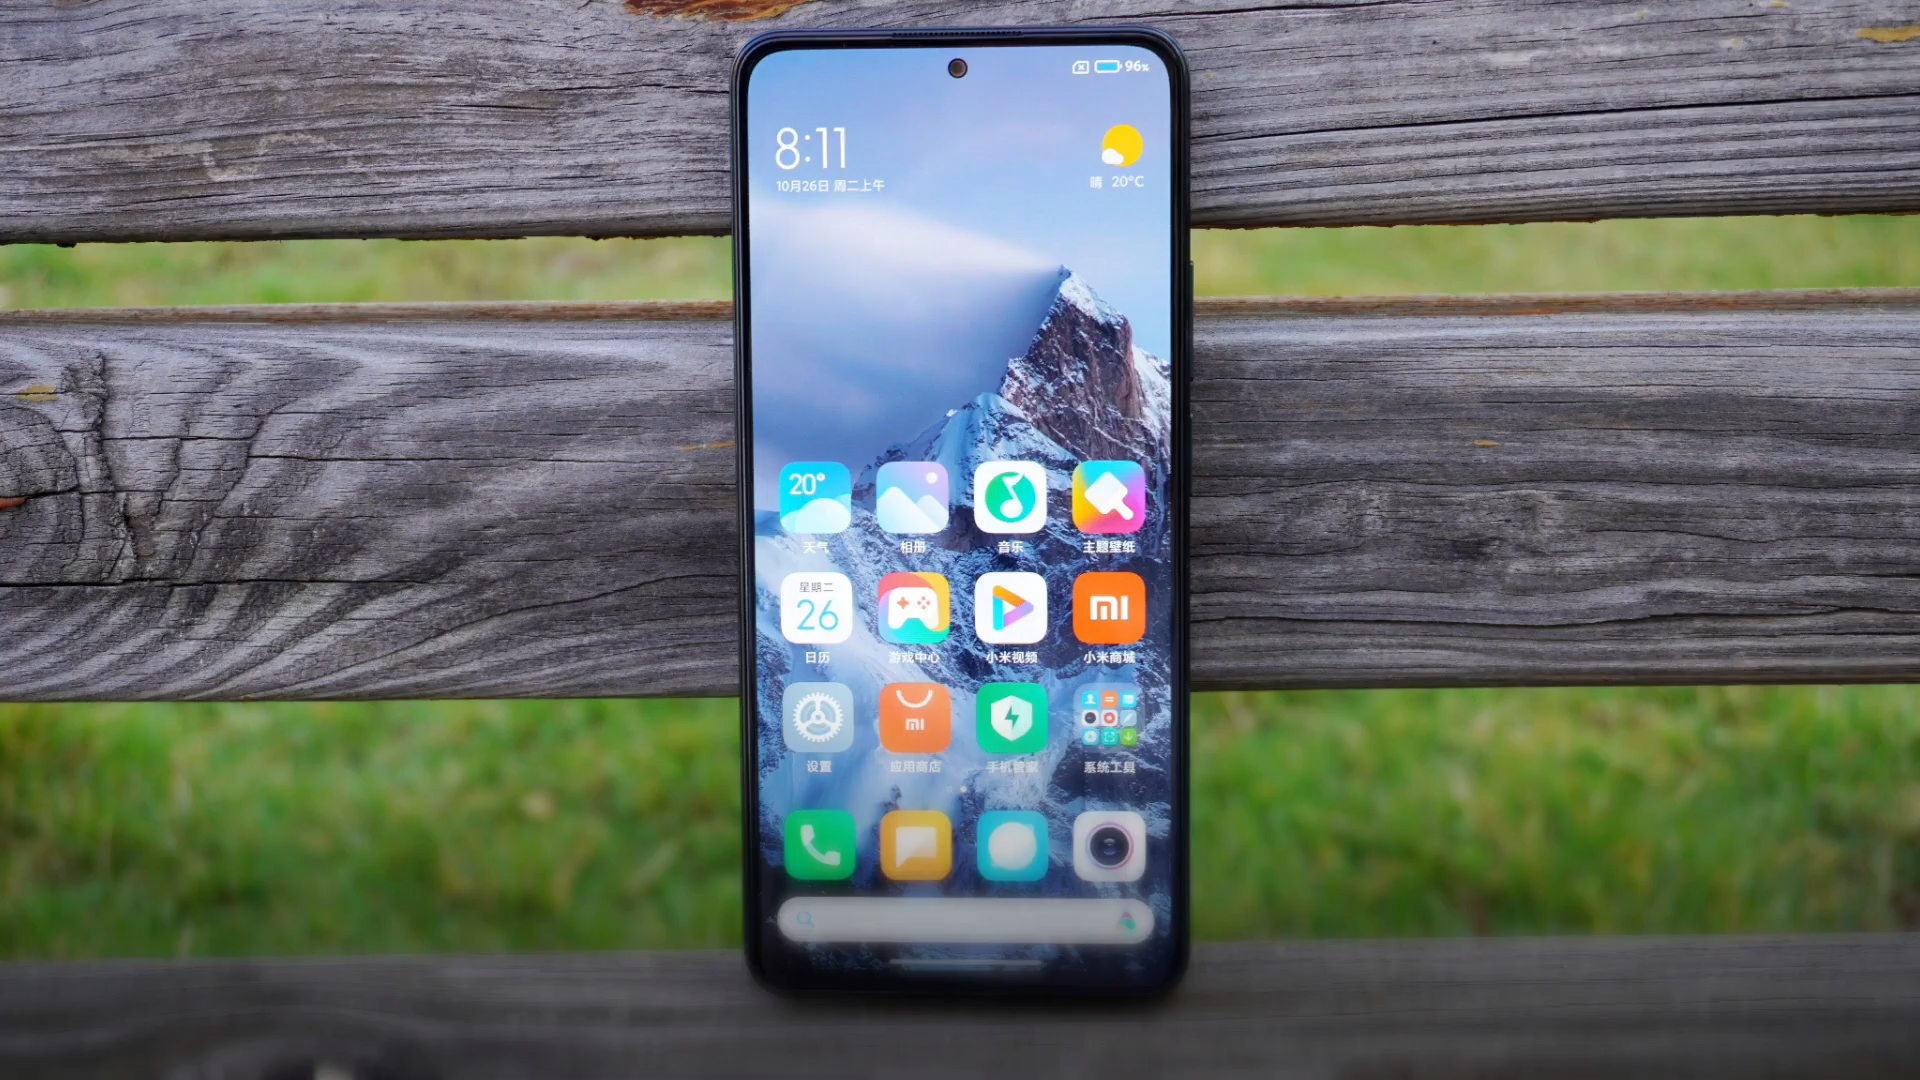 96%
8:11
10月26日 周二上午
晴 20°C
20°
天气
相册
音乐
主题壁纸
星期二
26
日历
游戏中心
小米视频
mi
小米商城
设置
mi
应用商店
手机管家
系统工具